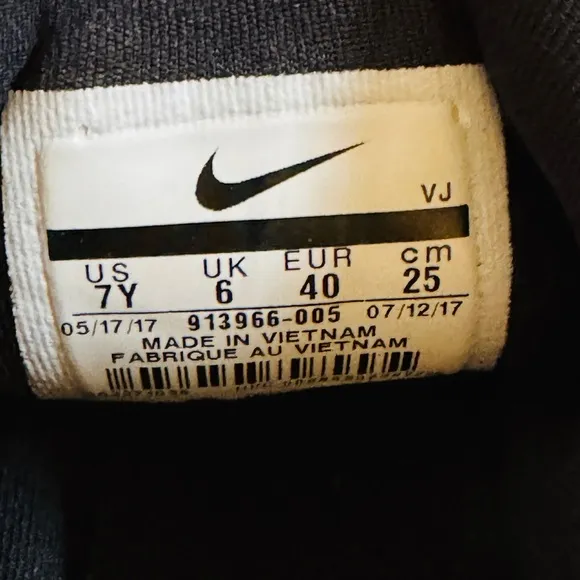 VJ
US UK EUR cm
7Y 6 40 25
05/17/17 913966-005 07/12/17
MADE IN VIETNAM
FABRIQUE AU VIETNAM